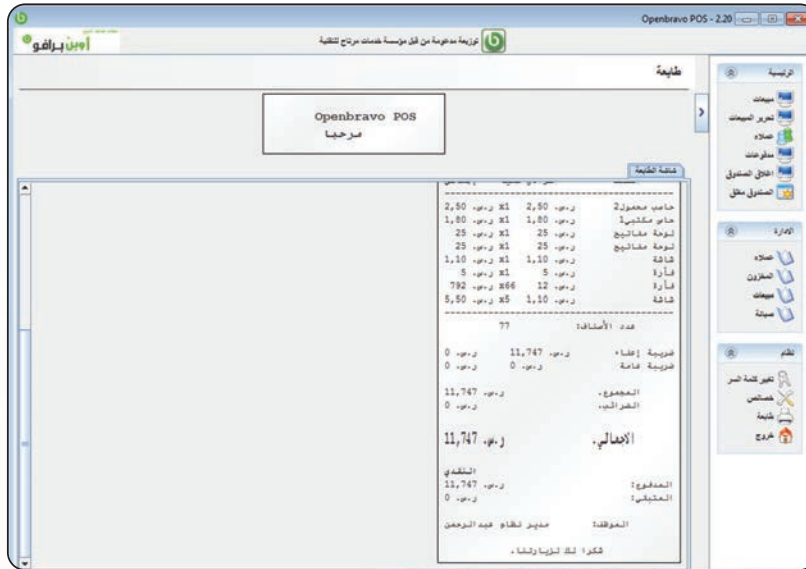 Openbravo POS - 2.20
توزيعة مدعومة من قبل مؤسسة خدمات مرتاح للتقنية
أوبن برافو
طابعة
Openbravo POS
مرحبا
شاشة الطابعة
حاسب محمول2 ر.س. 2,50 x1 ر.س. 2,50
حاسب مكتبي1 ر.س. 1,80 x1 ر.س. 1,80
لوحة مفاتيح ر.س. 25 x1 ر.س. 25
لوحة مفاتيح ر.س. 25 x1 ر.س. 25
شاشة ر.س. 1,10 x1 ر.س. 1,10
فأرة ر.س. 5 x1 ر.س. 5
فأرة ر.س. 12 x66 ر.س. 792
شاشة ر.س. 1,10 x5 ر.س. 5,50
عدد الأصناف: 77
ضريبة إعفاء ر.س. 11,747 ر.س. 0
ضريبة عامة ر.س. 0 ر.س. 0
المجموع. ر.س. 11,747
الضرائب. ر.س. 0
الاجمالي. ر.س. 11,747
النقدي
المدفوع: ر.س. 11,747
المتبقي: ر.س. 0
الموظف: مدير نظام عبدالرحمن
شكرا لك لزيارتنا.
الرئيسية
مبيعات
تحرير المبيعات
عملاء
مدفوعات
اغلاق الصندوق
الصندوق مغلق
الادارة
عملاء
المخزون
مبيعات
صيانة
نظام
تغيير كلمة السر
خصائص
طابعة
خروج